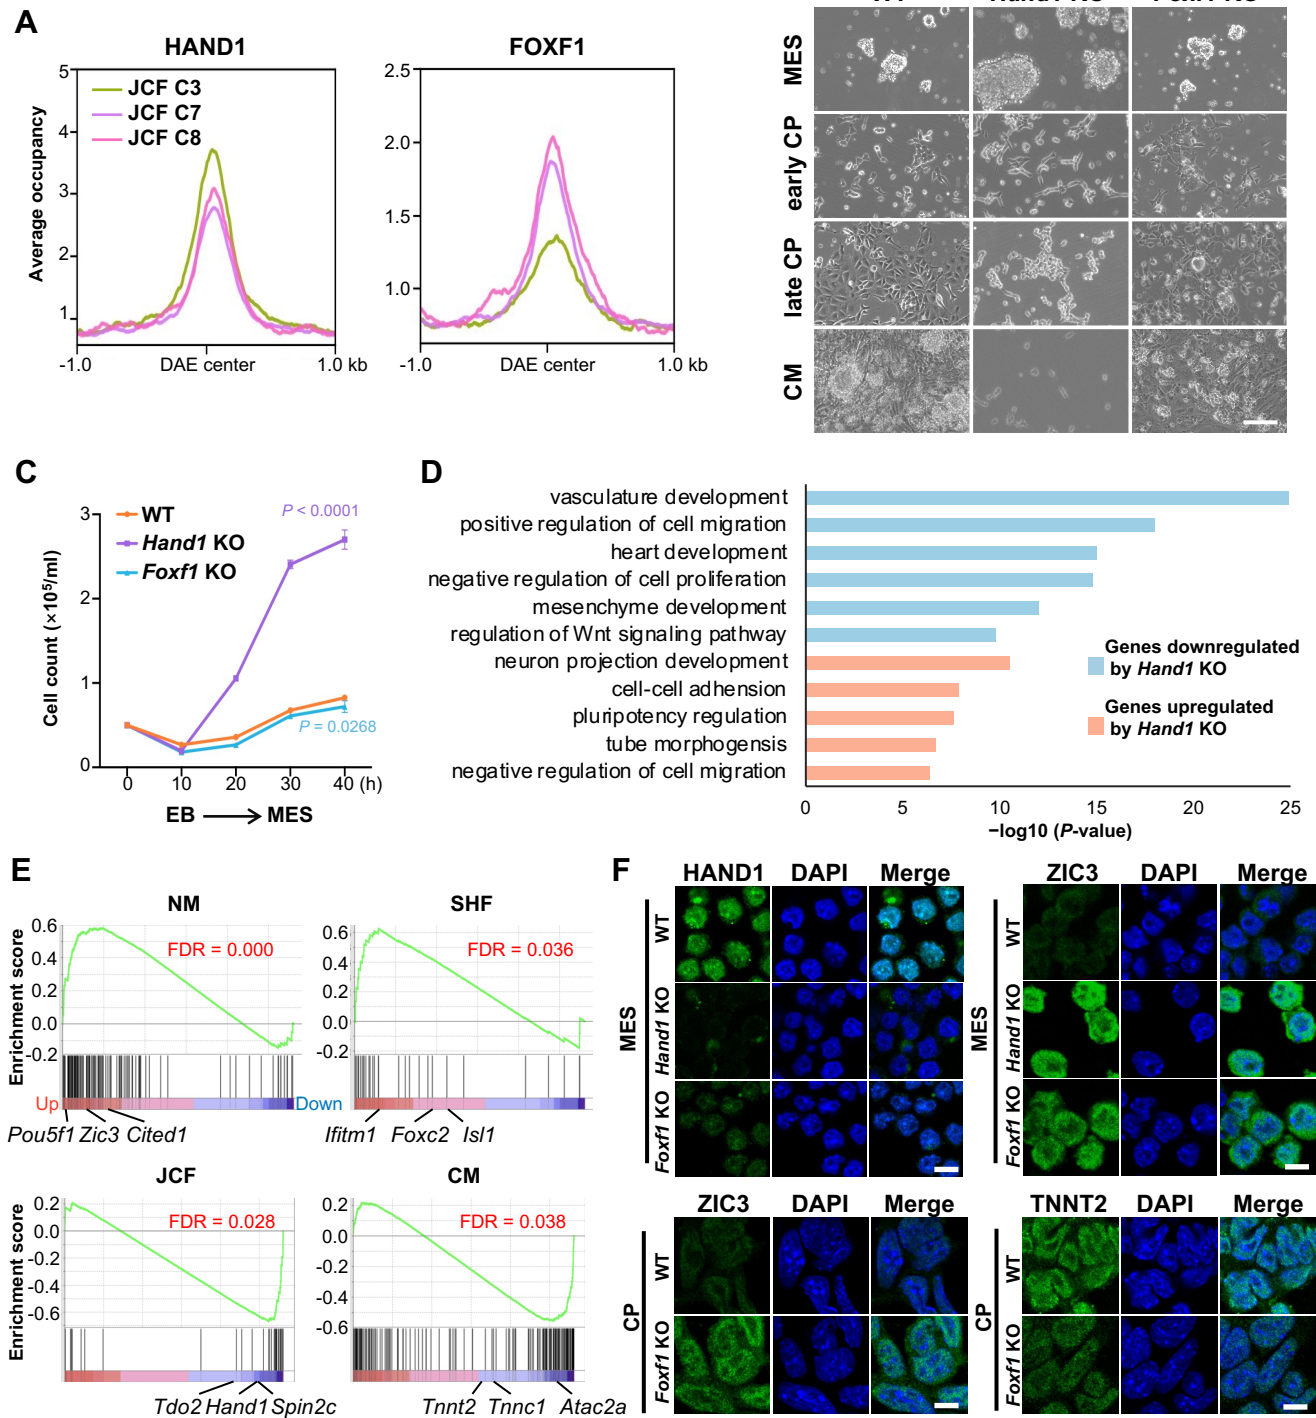 A
HAND1
FOXF1
5
4
3
2
1
Average occupancy
JCF C3
JCF C7
JCF C8
-1.0
DAE center
1.0 kb
2.5
2.0
1.5
1.0
-1.0
DAE center
1.0 kb
MES
early CP
late CP
CM
C
Cell count (×10⁵/ml)
3
2
1
0
WT
Hand1 KO
Foxf1 KO
P < 0.0001
P = 0.0268
0 10 20 30 40 (h)
EB MES
D
vasculature development
positive regulation of cell migration
heart development
negative regulation of cell proliferation
mesenchyme development
regulation of Wnt signaling pathway
neuron projection development
cell-cell adhension
pluripotency regulation
tube morphogensis
negative regulation of cell migration
Genes downregulated
by Hand1 KO
Genes upregulated
by Hand1 KO
0 5 10 15 20 25
−log10 (P-value)
E
NM
Enrichment score
0.6
0.4
0.2
0.0
-0.2
FDR = 0.000
Up
Down
Pou5f1 Zic3 Cited1
SHF
0.6
0.4
0.2
0.0
-0.2
FDR = 0.036
Ifitm1 Foxc2 Isl1
JCF
Enrichment score
0.2
0.0
-0.2
-0.4
-0.6
FDR = 0.028
Tdo2 Hand1 Spin2c
CM
0.2
0.0
-0.2
-0.4
-0.6
FDR = 0.038
Tnnt2 Tnnc1 Atac2a
F
HAND1 DAPI Merge
MES
WT
Hand1 KO
Foxf1 KO
ZIC3 DAPI Merge
MES
WT
Hand1 KO
Foxf1 KO
ZIC3 DAPI Merge
CP
WT
Foxf1 KO
TNNT2 DAPI Merge
CP
WT
Foxf1 KO